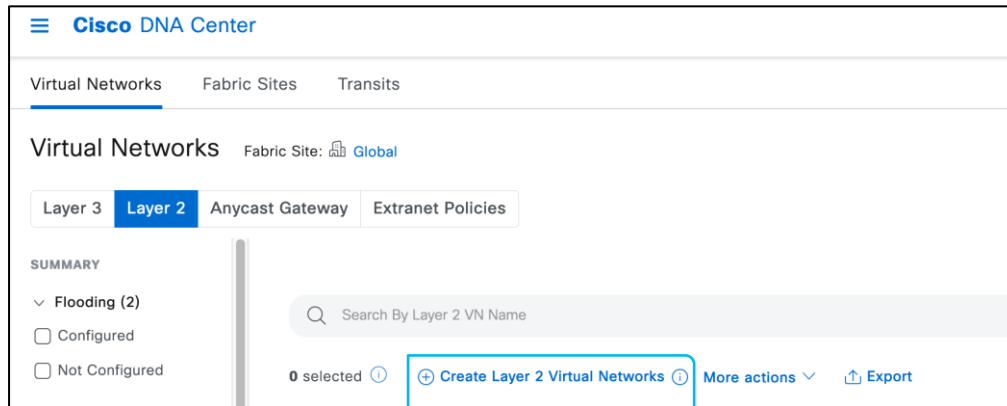 Cisco DNA Center
Virtual Networks Fabric Sites Transits
Virtual Networks Fabric Site: Global
Layer 3 Layer 2 Anycast Gateway Extranet Policies
SUMMARY
Flooding (2)
Search By Layer 2 VN Name
Configured
Not Configured
0 selected Create Layer 2 Virtual Networks More actions Export